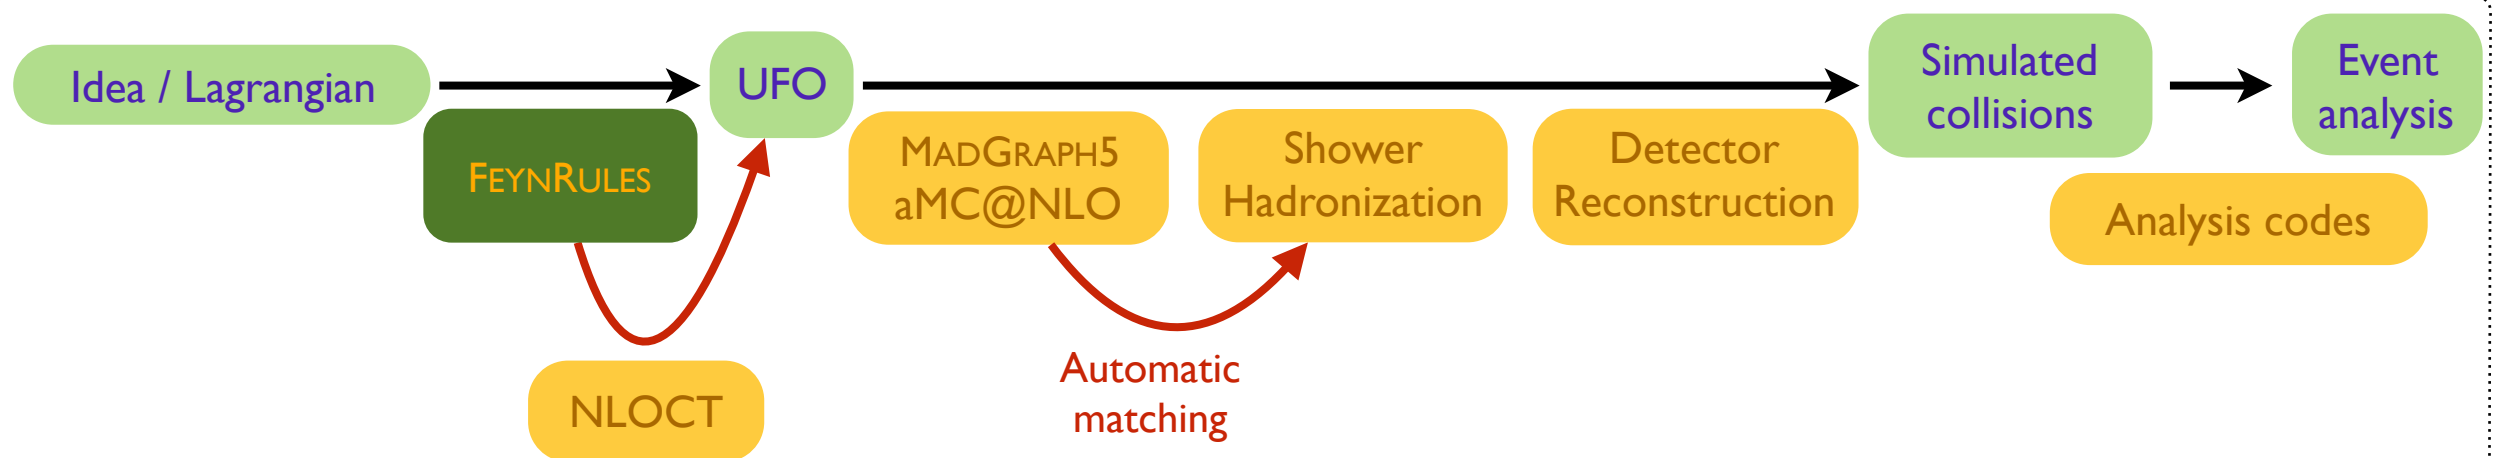 Idea / Lagrangian
UFO
Simulated
collisions
Event
analysis
FEYNRULES
MADGRAPH5
aMC@NLO
Shower
Hadronization
Detector
Reconstruction
Analysis codes
NLOCT
Automatic
matching